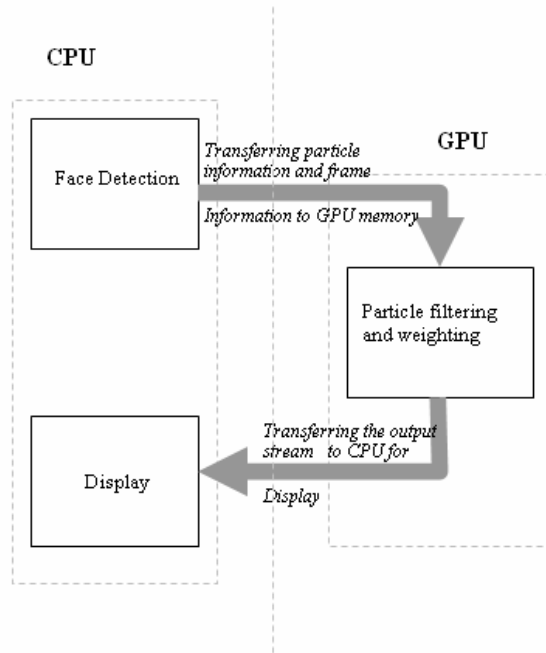 CPU
GPU
Face Detection
Transferring particle
information and frame
Information to GPU memory
Particle filtering
and weighting
Transferring the output
stream to CPU for
Display
Display